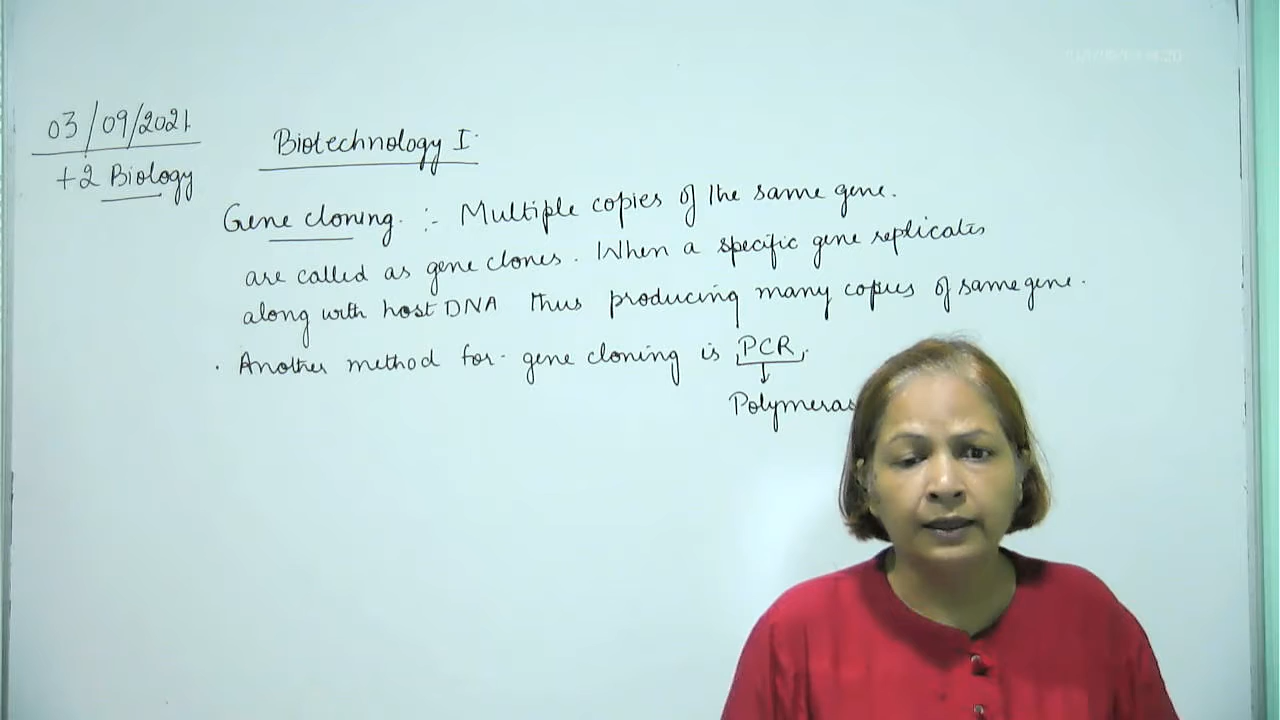 03/09/2021
+2 Biology
Biotechnology I
Gene cloning :- Multiple copies of the same gene.
are called as gene clones. When a specific gene replicates
along with host DNA thus producing many copies of same gene.
. Another method for gene cloning is PCR.
↓
Polymeras